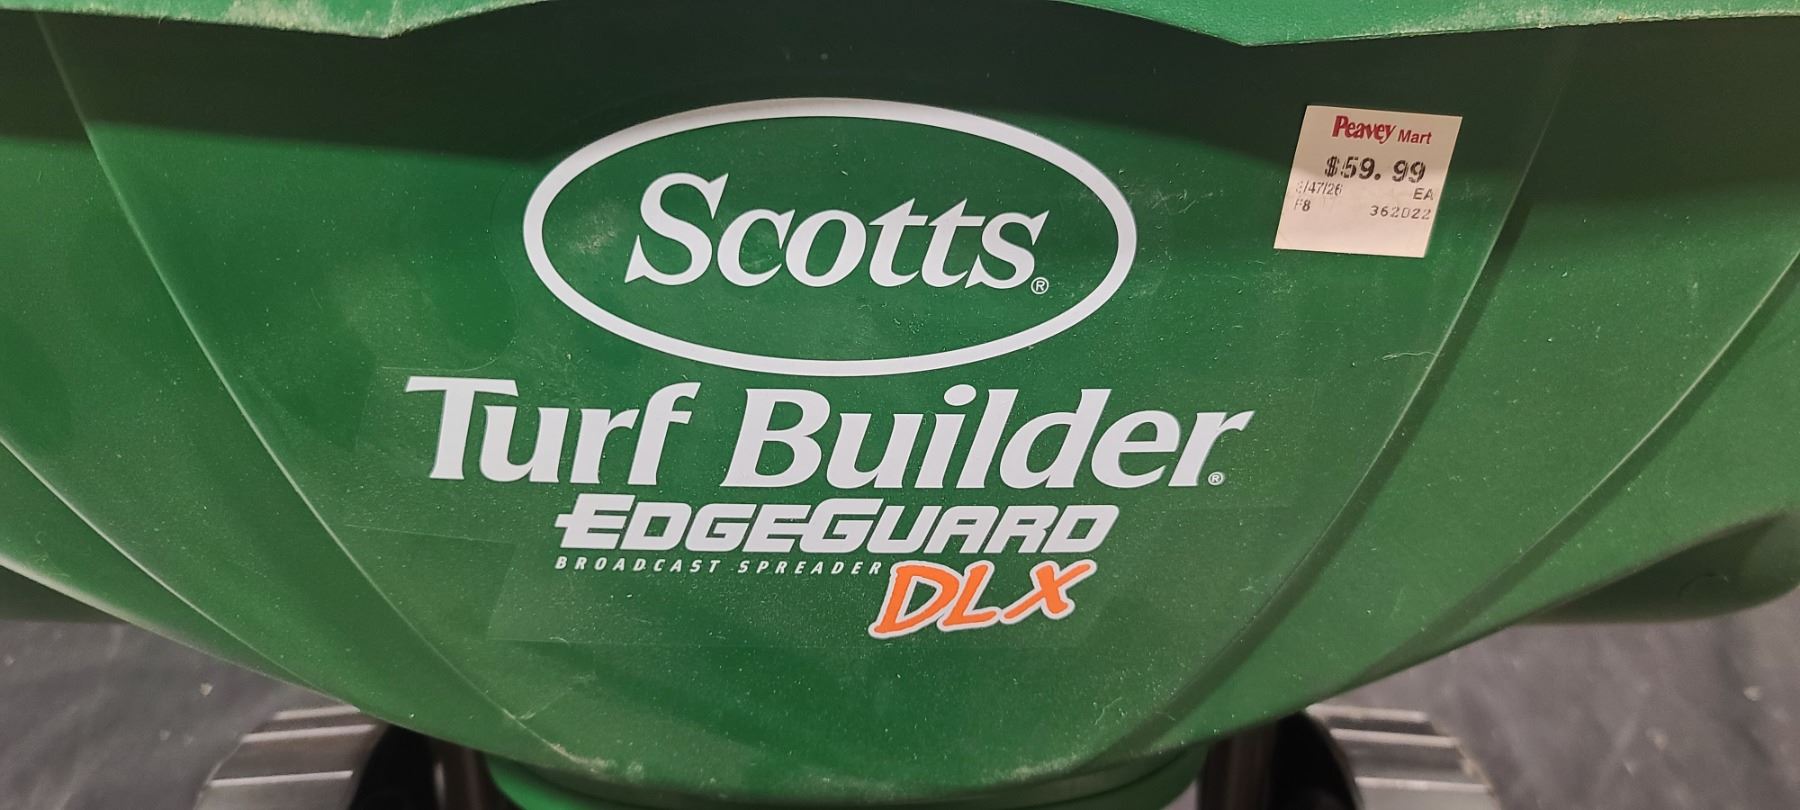 Scotts®
Turf Builder®
EDGEGUARD
BROADCAST SPREADER
DLX
Peavey Mart
$59.99
EA
F8 362022